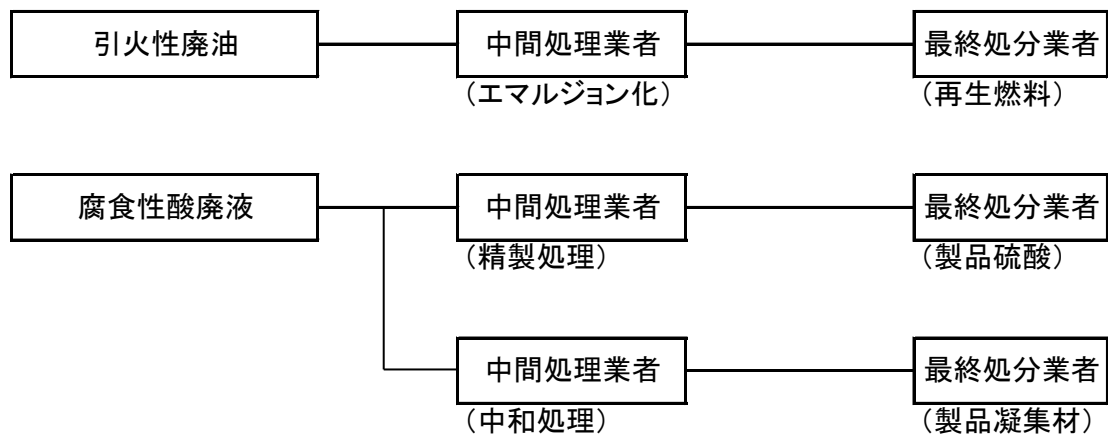 引火性廃油 中間処理業者 最終処分業者
（エマルジョン化） （再生燃料）
腐食性酸廃液 中間処理業者 最終処分業者
（精製処理） （製品硫酸）
中間処理業者 最終処分業者
（中和処理） （製品凝集材）